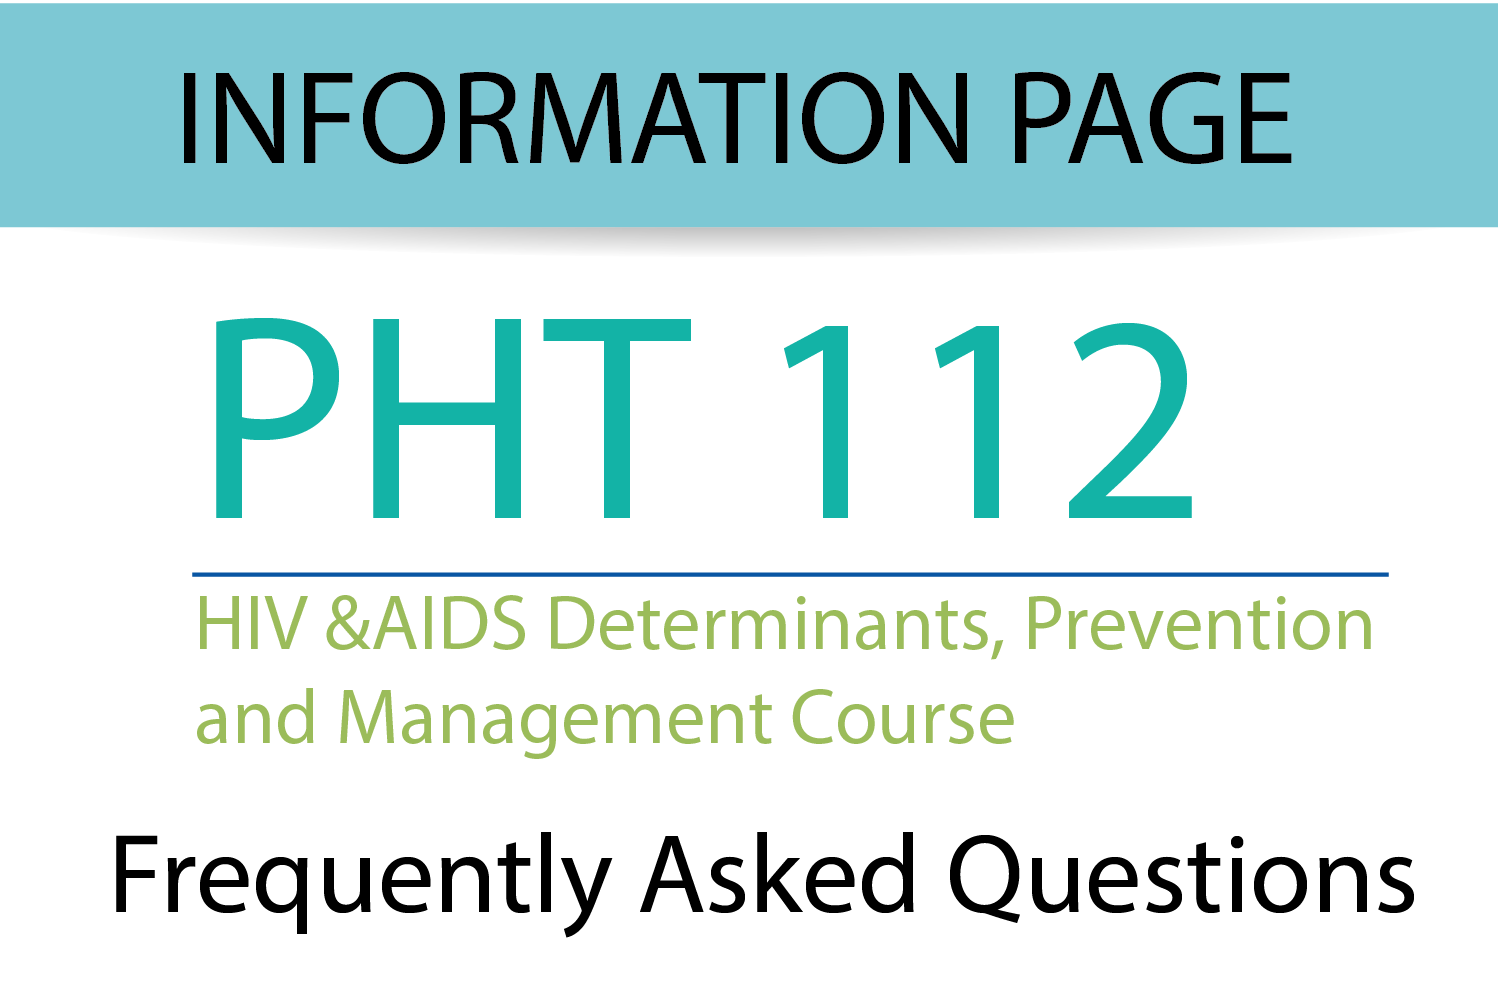 INFORMATION PAGE
PHT 112
HIV &AIDS Determinants, Prevention
and Management Course
Frequently Asked Questions